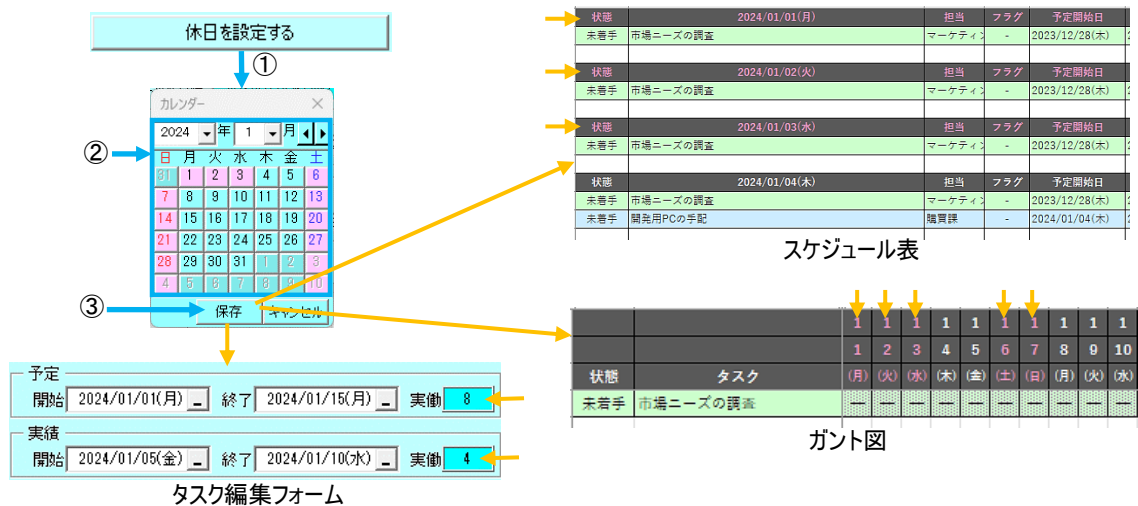 休日を設定する
①
カレンダー
2024 年 1 月
②
日 月 火 水 木 金 土
31 1 2 3 4 5 6
7 8 9 10 11 12 13
14 15 16 17 18 19 20
21 22 23 24 25 26 27
28 29 30 31 1 2 3
4 5 6 7 8 9 10
③
保存 キャンセル
予定
開始 2024/01/01(月) 終了 2024/01/15(月) 実働 8
実績
開始 2024/01/05(金) 終了 2024/01/10(水) 実働 4
タスク編集フォーム
状態 2024/01/01(月) 担当 フラグ 予定開始日
未着手 市場ニーズの調査 マーケティン - 2023/12/28(木)
状態 2024/01/02(火) 担当 フラグ 予定開始日
未着手 市場ニーズの調査 マーケティン - 2023/12/28(木)
状態 2024/01/03(水) 担当 フラグ 予定開始日
未着手 市場ニーズの調査 マーケティン - 2023/12/28(木)
状態 2024/01/04(木) 担当 フラグ 予定開始日
未着手 市場ニーズの調査 マーケティン - 2023/12/28(木)
未着手 開発用PCの手配 購買課 - 2024/01/04(木)
スケジュール表
1 1 1 1 1 1 1 1 1 1
1 2 3 4 5 6 7 8 9 10
状態 タスク (月) (火) (水) (木) (金) (土) (日) (月) (火) (水)
未着手 市場ニーズの調査 ー ー ー ー ー ー ー ー ー ー
ガント図